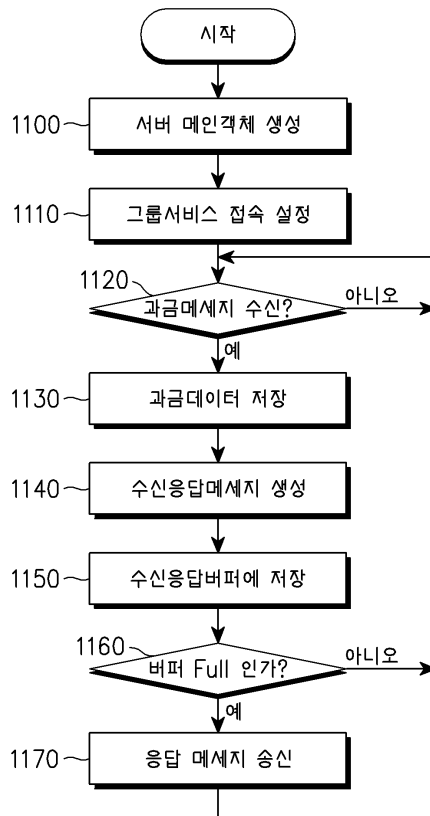 시작
1100
서버 메인객체 생성
1110
그룹서비스 접속 설정
1120
과금메세지 수신?
아니오
예
1130
과금데이터 저장
1140
수신응답메세지 생성
1150
수신응답버퍼에 저장
1160
버퍼 Full 인가?
아니오
예
1170
응답 메세지 송신